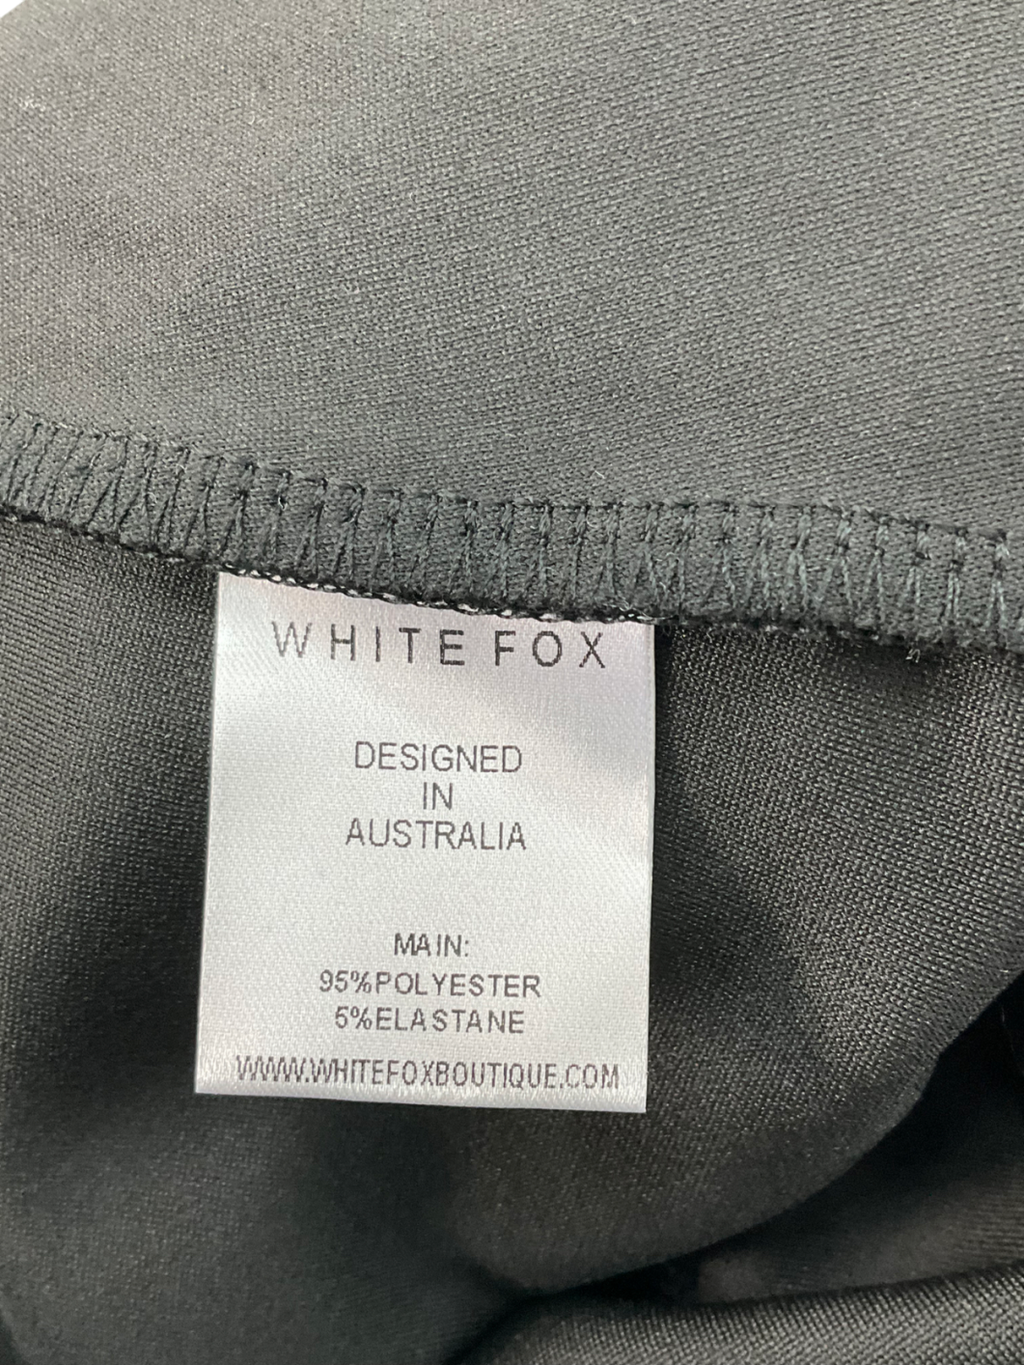 WHITE FOX
DESIGNED
IN
AUSTRALIA
MAIN:
95%POLYESTER
5%ELASTANE
WWW.WHITEFOXBOUTIQUE.COM